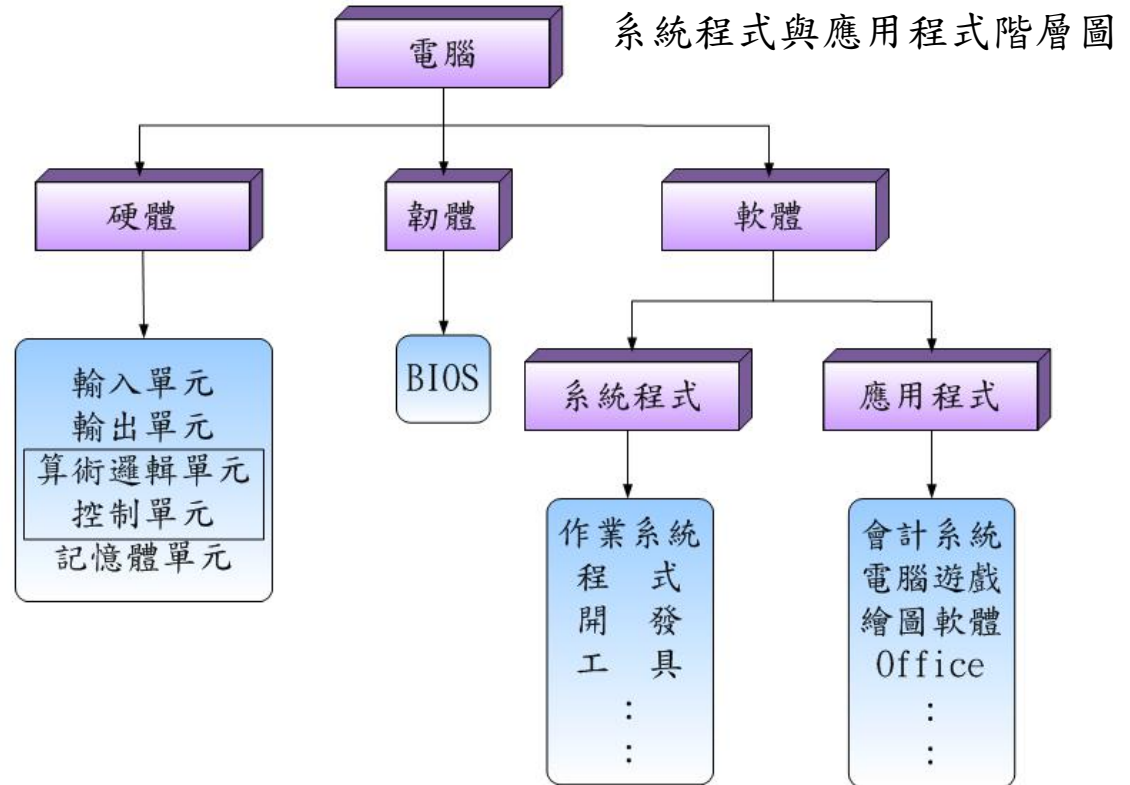 系統程式與應用程式階層圖
電腦
硬體
韌體
軟體
輸入單元
輸出單元
算術邏輯單元
控制單元
記憶體單元
BIOS
系統程式
應用程式
作業系統
程式
開發
工具
：
：
會計系統
電腦遊戲
繪圖軟體
Office
：
：